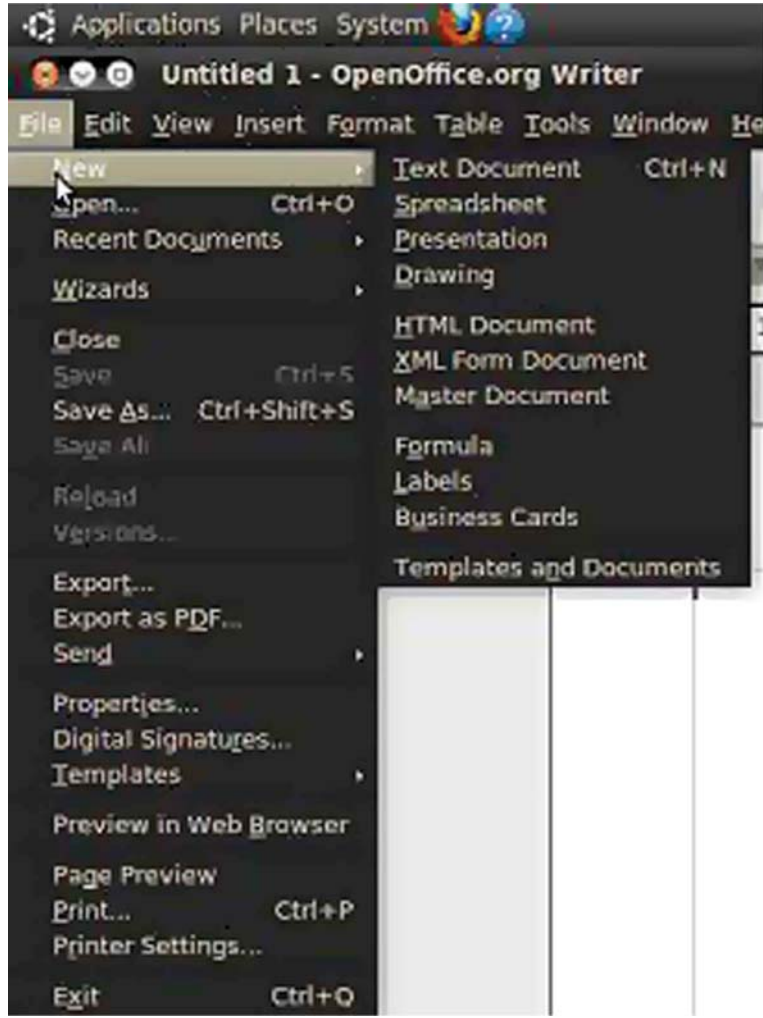 Applications Places System ?
Untitled 1 - OpenOffice.org Writer
File Edit View Insert Format Table Tools Window He
New
Open... Ctrl+O
Recent Documents
Wizards
Close
Save Ctrl+S
Save As... Ctrl+Shift+S
Save All
Reload
Versions...
Export...
Export as PDF...
Send
Properties...
Digital Signatures...
Templates
Preview in Web Browser
Page Preview
Print... Ctrl+P
Printer Settings...
Exit Ctrl+Q
Text Document Ctrl+N
Spreadsheet
Presentation
Drawing
HTML Document
XML Form Document
Master Document
Formula
Labels
Business Cards
Templates and Documents